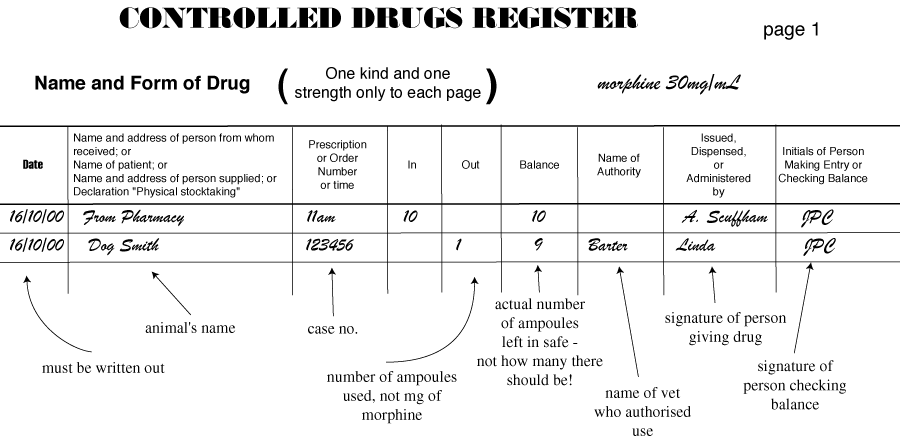 CONTROLLED DRUGS REGISTER
page 1
Name and Form of Drug ( One kind and one strength only to each page ) morphine 30mg/mL
Date
Name and address of person from whom
received; or
Name of patient; or
Name and address of person supplied; or
Declaration "Physical stocktaking"
Prescription
or Order
Number
or time
In
Out
Balance
Name of
Authority
Issued,
Dispensed,
or
Administered
by
Initials of Person
Making Entry or
Checking Balance
16/10/00 From Pharmacy 11am 10 10 A. Scuffham JPC
16/10/00 Dog Smith 123456 1 9 Barter Linda JPC
must be written out
animal's name
case no.
number of ampoules
used, not mg of
morphine
actual number
of ampoules
left in safe -
not how many there
should be!
name of vet
who authorised
use
signature of person
giving drug
signature of
person checking
balance